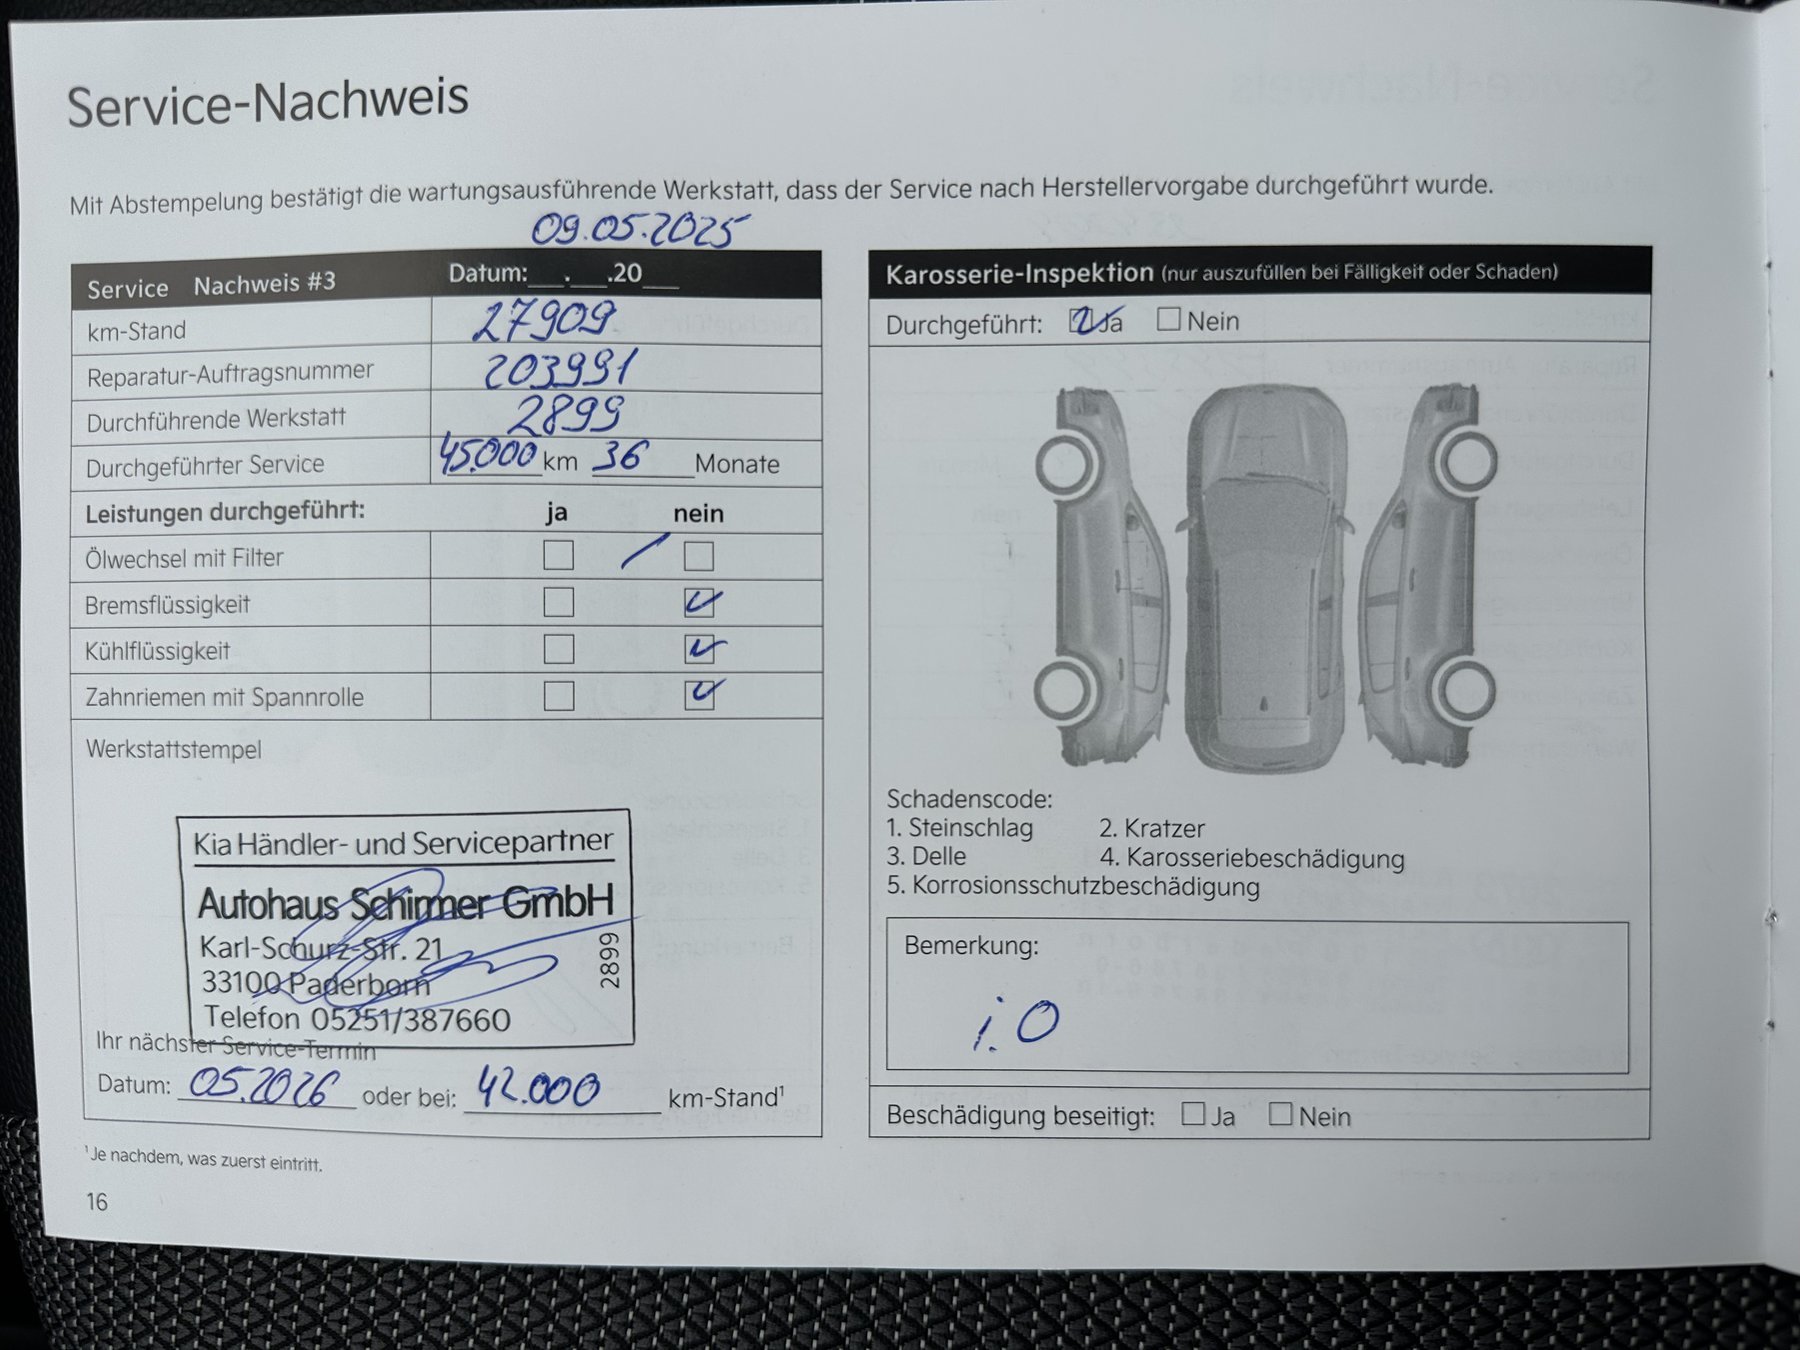 Service-Nachweis
Mit Abstempelung bestätigt die wartungsausführende Werkstatt, dass der Service nach Herstellervorgabe durchgeführt wurde.
09.05.2025
Service Nachweis #3 Datum:___.___.20___
km-Stand 27909
Reparatur-Auftragsnummer 203991
Durchführende Werkstatt 2899
Durchgeführter Service 45.000 km 36 Monate
Leistungen durchgeführt: ja nein
Ölwechsel mit Filter
Bremsflüssigkeit
Kühlflüssigkeit
Zahnriemen mit Spannrolle
Werkstattstempel
Kia Händler- und Servicepartner
Autohaus Schirmer GmbH
Karl-Schurz-Str. 21
33100 Paderborn
Telefon 05251/387660
2899
Ihr nächster Service-Termin
Datum: 05.2026 oder bei: 42.000 km-Stand¹
¹Je nachdem, was zuerst eintritt.
16
Karosserie-Inspektion (nur auszufüllen bei Fälligkeit oder Schaden)
Durchgeführt: Ja Nein
Schadenscode:
1. Steinschlag 2. Kratzer
3. Delle 4. Karosseriebeschädigung
5. Korrosionsschutzbeschädigung
Bemerkung:
i.O
Beschädigung beseitigt: Ja Nein